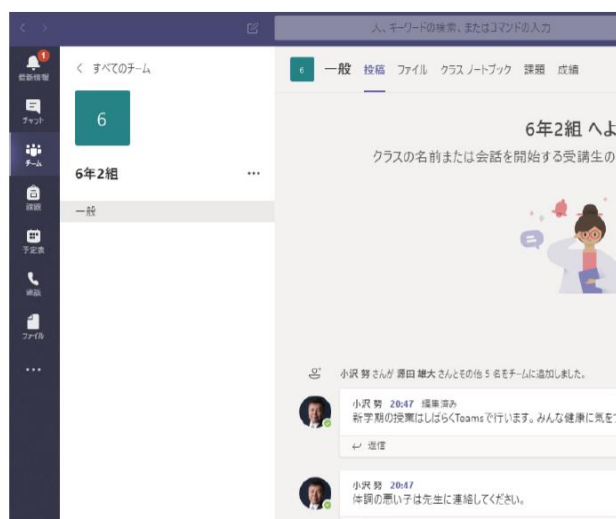 人、キーワードの検索、またはコマンドの入力
1
最新情報
チャット
チーム
課題
予定表
通話
ファイル
< すべてのチーム
6
6年2組
一般
6 一般 投稿 ファイル クラス ノートブック 課題 成績
6年2組 へよ
クラスの名前または会話を開始する受講生の
小沢 努 さんが 源田 雄大 さんとその他 5 名をチームに追加しました。
小沢 努 20:47 編集済み
新学期の授業はしばらくTeamsで行います。みんな健康に気をつ
返信
小沢 努 20:47
体調の悪い子は先生に連絡してください。